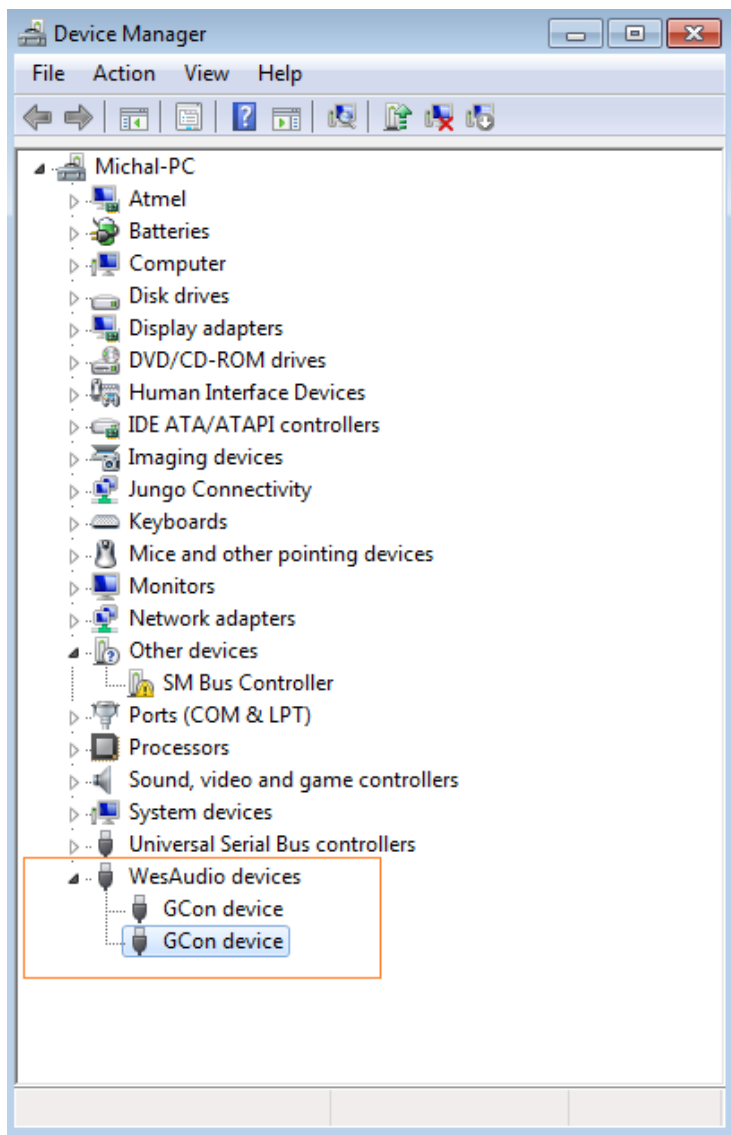 Device Manager
File Action View Help
Michal-PC
Atmel
Batteries
Computer
Disk drives
Display adapters
DVD/CD-ROM drives
Human Interface Devices
IDE ATA/ATAPI controllers
Imaging devices
Jungo Connectivity
Keyboards
Mice and other pointing devices
Monitors
Network adapters
Other devices
SM Bus Controller
Ports (COM & LPT)
Processors
Sound, video and game controllers
System devices
Universal Serial Bus controllers
WesAudio devices
GCon device
GCon device